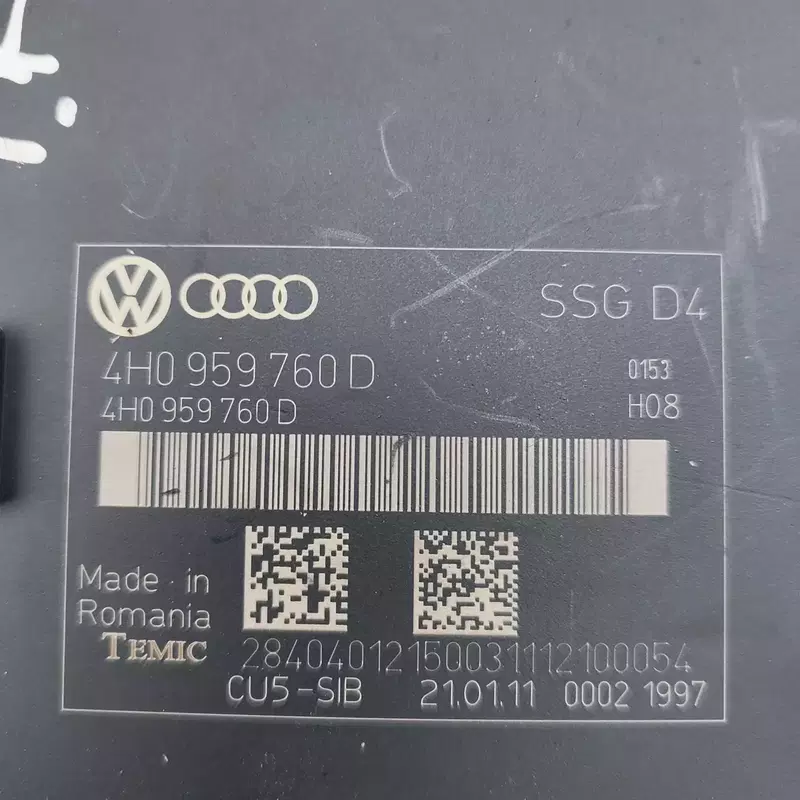 SSG D4
4H0 959 760 D
0153
4H0 959 760 D
H08
Made in
Romania
TEMIC
28404012150031112100054
CU5-SIB 21.01.11 0002 1997